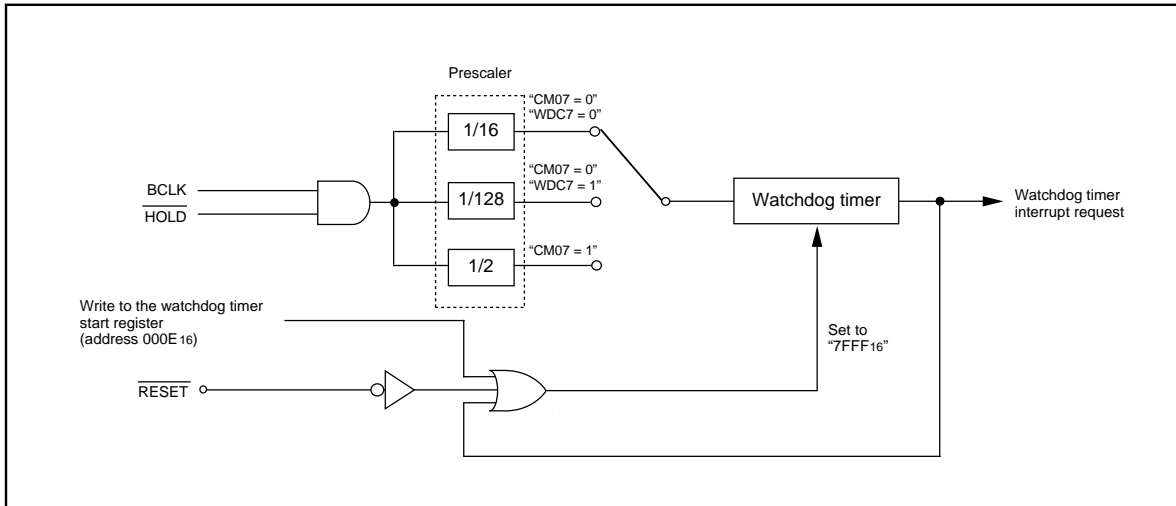 Prescaler
“CM07 = 0”
“WDC7 = 0”
1/16
“CM07 = 0”
“WDC7 = 1”
1/128
“CM07 = 1”
1/2
BCLK
HOLD
Watchdog timer
Watchdog timer
interrupt request
Write to the watchdog timer
start register
(address 000E16)
Set to
“7FFF16”
RESET